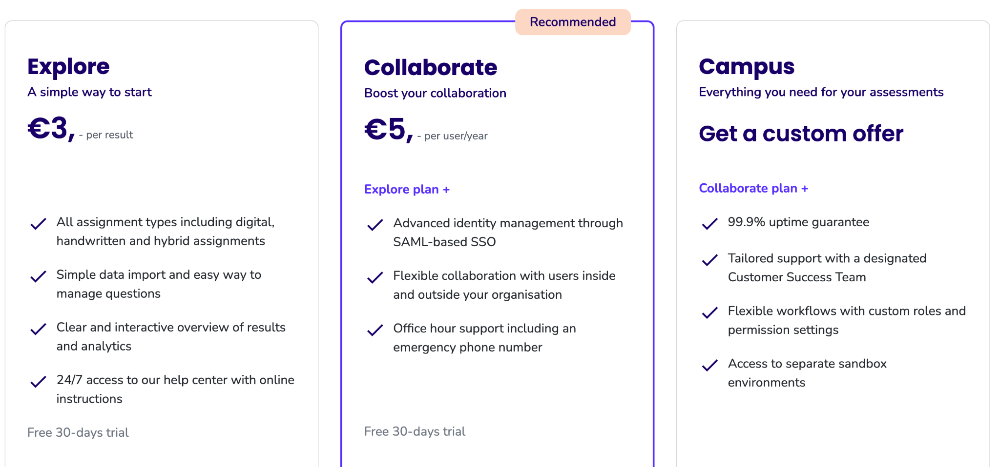 Explore
A simple way to start
€3, - per result
All assignment types including digital,
handwritten and hybrid assignments
Simple data import and easy way to
manage questions
Clear and interactive overview of results
and analytics
24/7 access to our help center with online
instructions
Free 30-days trial
Recommended
Collaborate
Boost your collaboration
€5, - per user/year
Explore plan +
Advanced identity management through
SAML-based SSO
Flexible collaboration with users inside
and outside your organisation
Office hour support including an
emergency phone number
Free 30-days trial
Campus
Everything you need for your assessments
Get a custom offer
Collaborate plan +
99.9% uptime guarantee
Tailored support with a designated
Customer Success Team
Flexible workflows with custom roles and
permission settings
Access to separate sandbox
environments